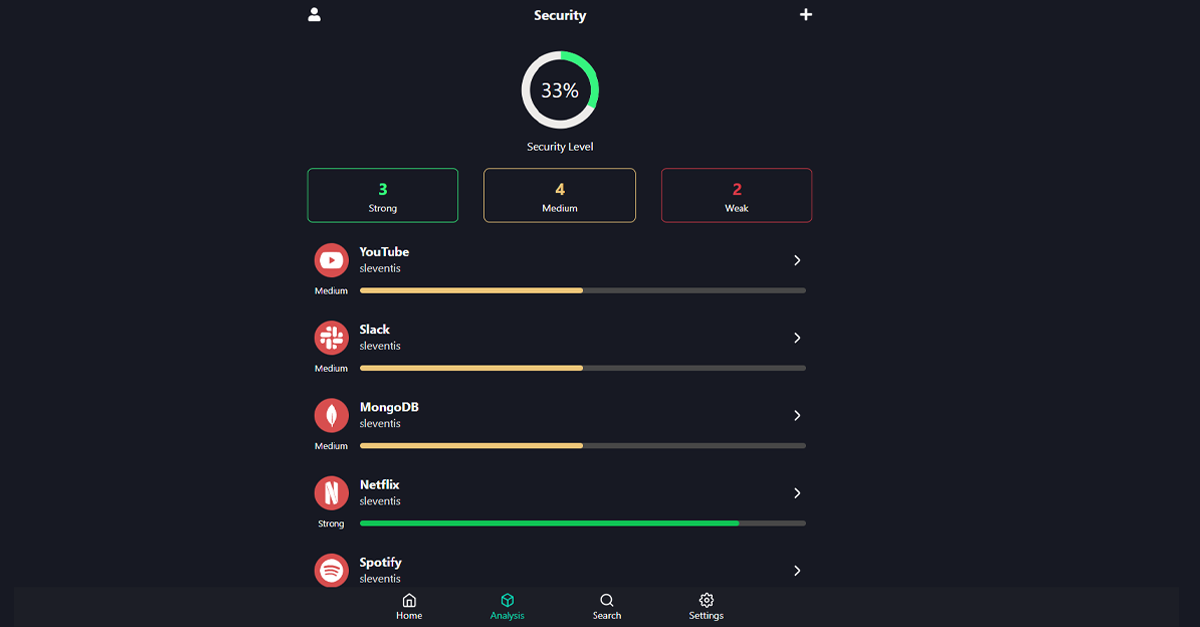 Security
33%
Security Level
3
Strong
4
Medium
2
Weak
YouTube
sleventis
Medium
Slack
sleventis
Medium
MongoDB
sleventis
Medium
Netflix
sleventis
Strong
Spotify
sleventis
Home
Analysis
Search
Settings